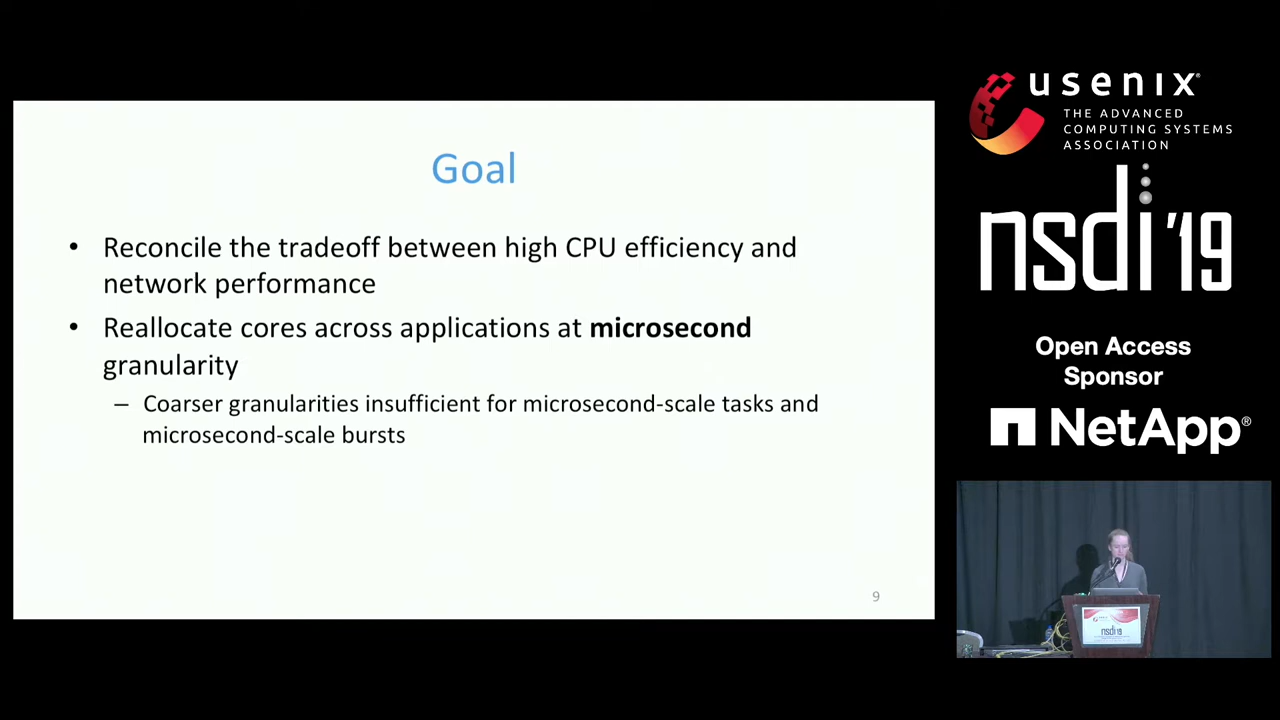 Goal
• Reconcile the tradeoff between high CPU efficiency and
network performance
• Reallocate cores across applications at microsecond
granularity
– Coarser granularities insufficient for microsecond-scale tasks and
microsecond-scale bursts
9
usenix®
THE ADVANCED
COMPUTING SYSTEMS
ASSOCIATION
nsdi '19
Open Access
Sponsor
NetApp®
nsdi19